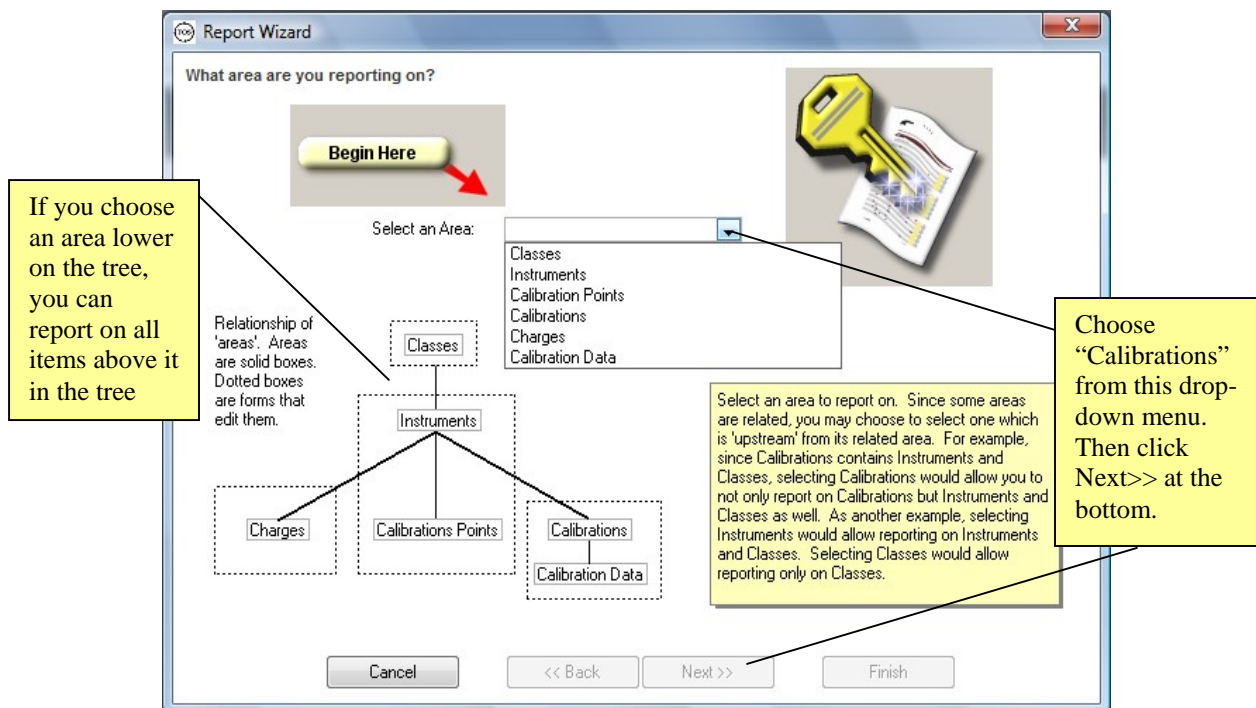 Report Wizard
What area are you reporting on?
Begin Here
Select an Area:
Classes
Instruments
Calibration Points
Calibrations
Charges
Calibration Data
If you choose
an area lower
on the tree,
you can
report on all
items above it
in the tree
Relationship of
'areas'. Areas
are solid boxes.
Dotted boxes
are forms that
edit them.
Classes
Instruments
Charges
Calibrations Points
Calibrations
Calibration Data
Select an area to report on. Since some areas
are related, you may choose to select one which
is 'upstream' from its related area. For example,
since Calibrations contains Instruments and
Classes, selecting Calibrations would allow you to
not only report on Calibrations but Instruments and
Classes as well. As another example, selecting
Instruments would allow reporting on Instruments
and Classes. Selecting Classes would allow
reporting only on Classes.
Choose
“Calibrations”
from this drop-
down menu.
Then click
Next>> at the
bottom.
Cancel
<< Back
Next >>
Finish